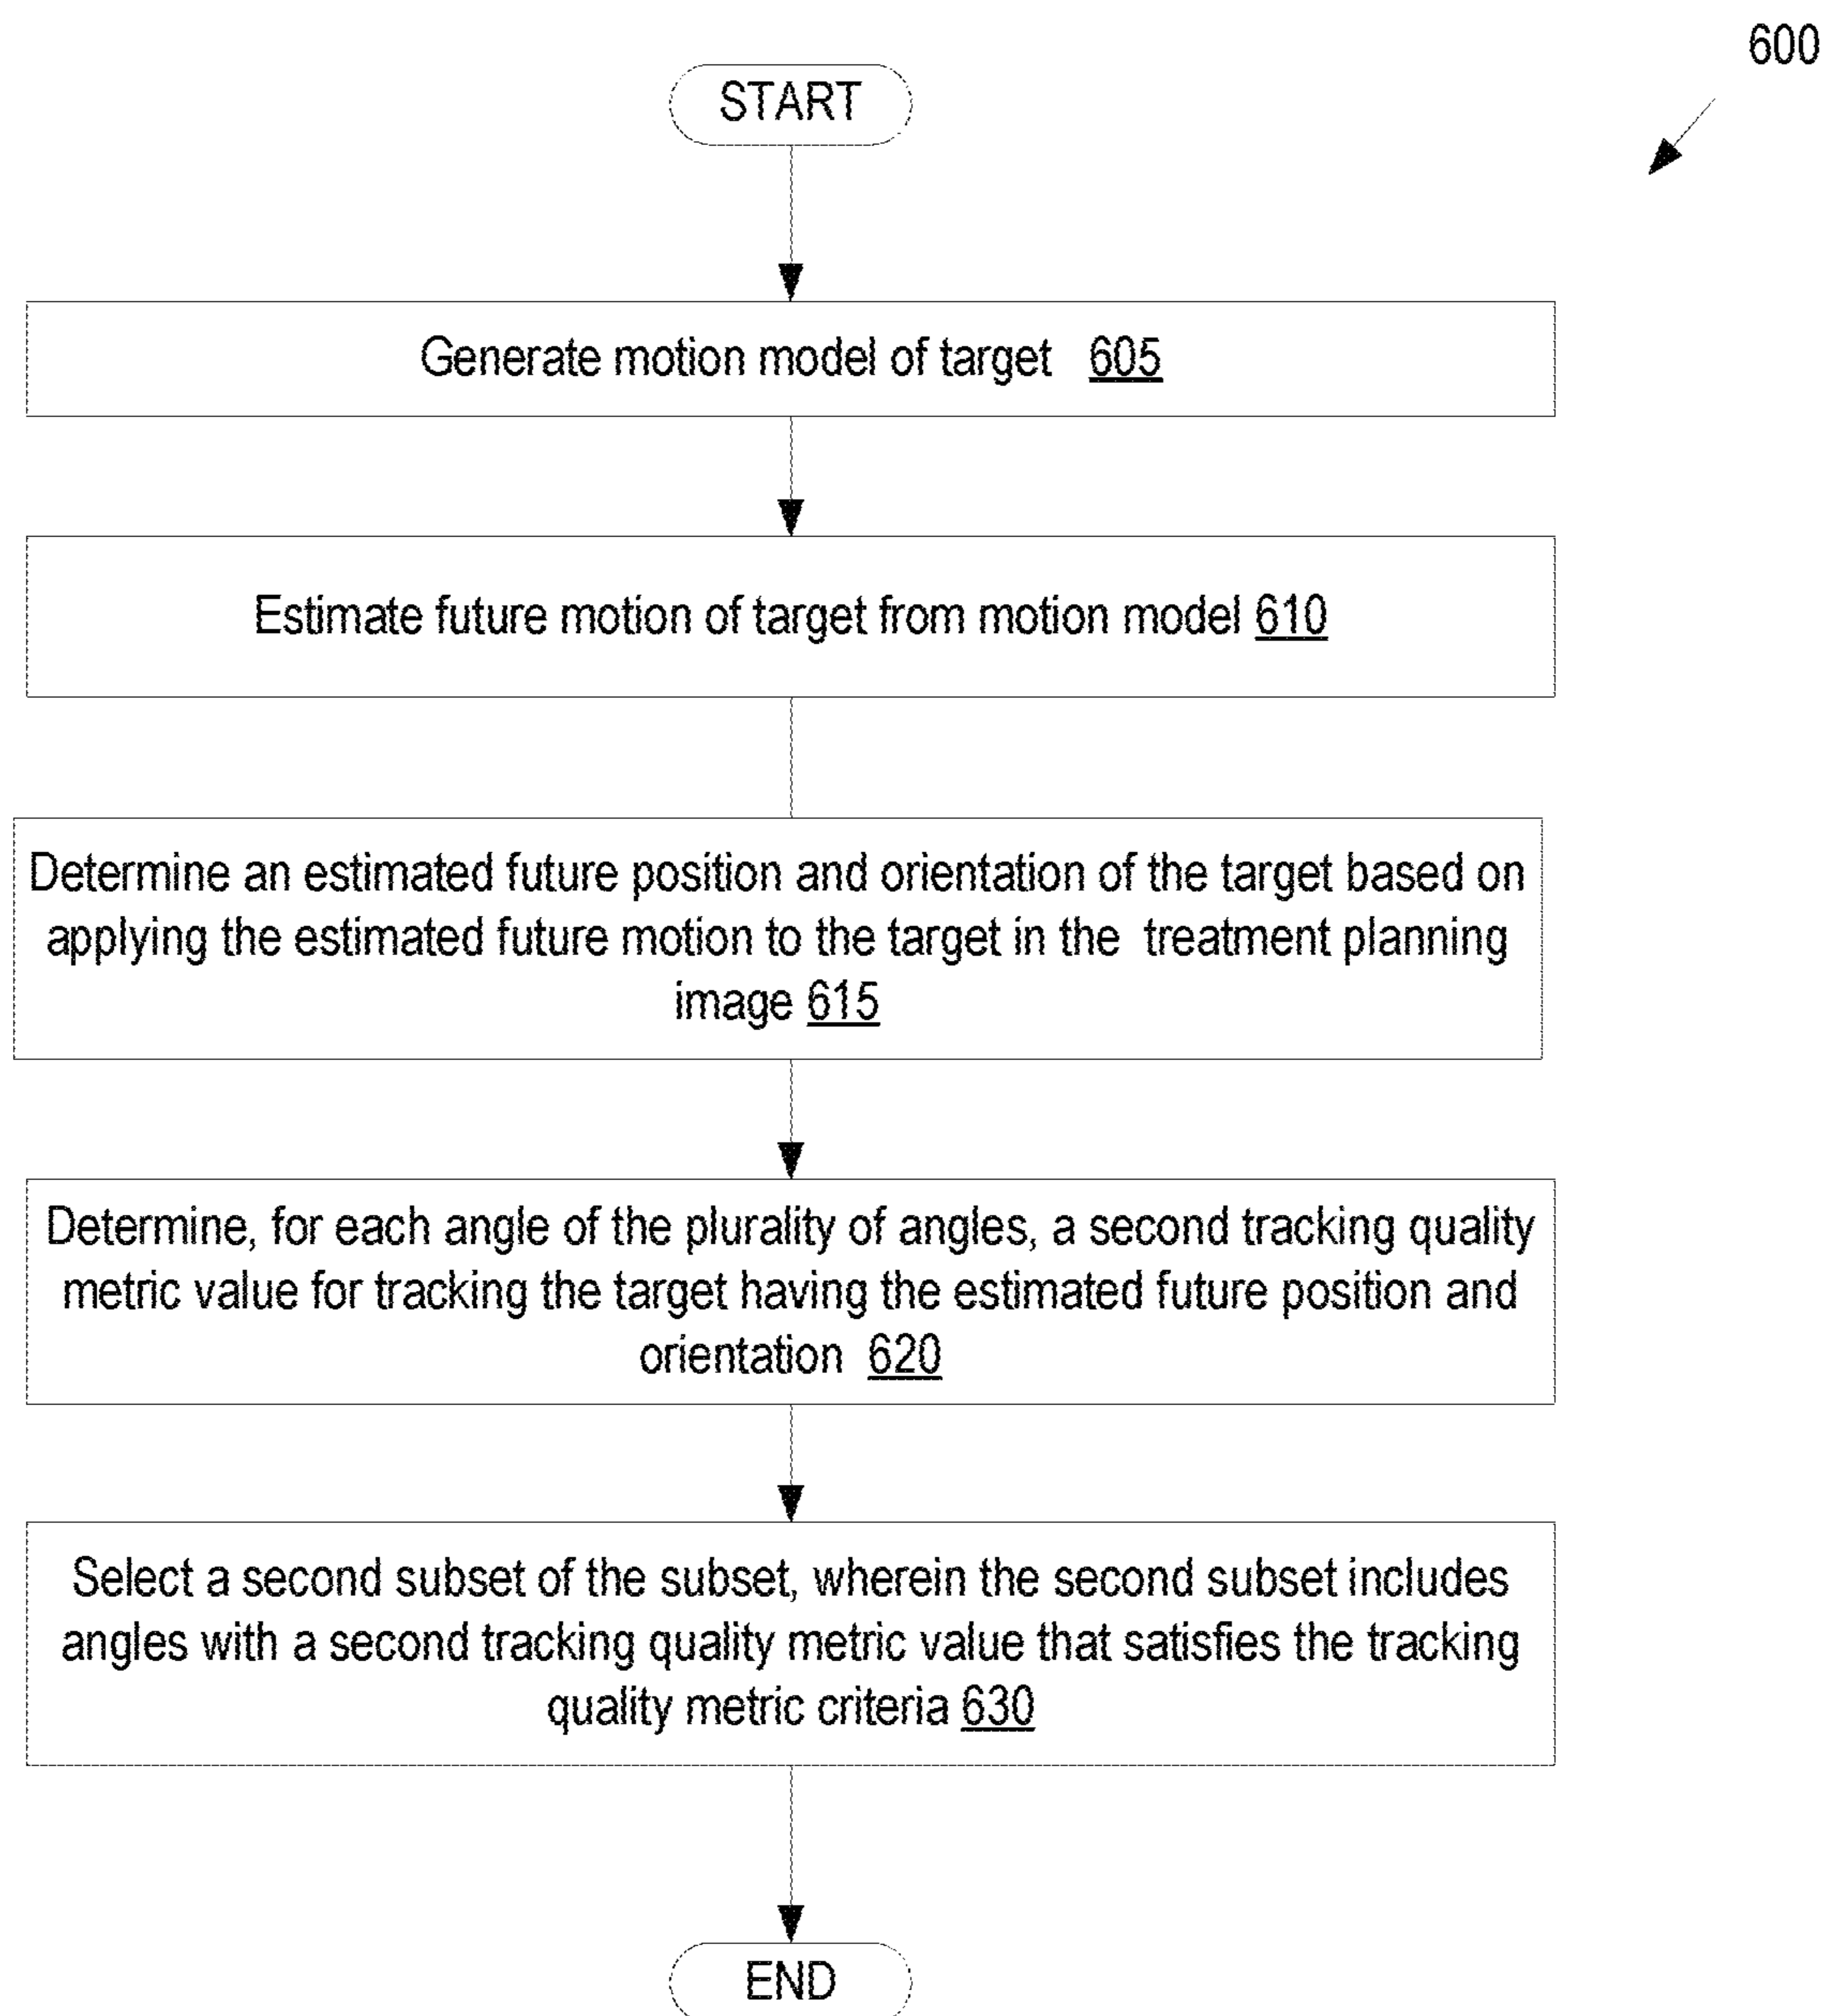 600
START
Generate motion model of target 605
Estimate future motion of target from motion model 610
Determine an estimated future position and orientation of the target based on
applying the estimated future motion to the target in the treatment planning
image 615
Determine, for each angle of the plurality of angles, a second tracking quality
metric value for tracking the target having the estimated future position and
orientation 620
Select a second subset of the subset, wherein the second subset includes
angles with a second tracking quality metric value that satisfies the tracking
quality metric criteria 630
END